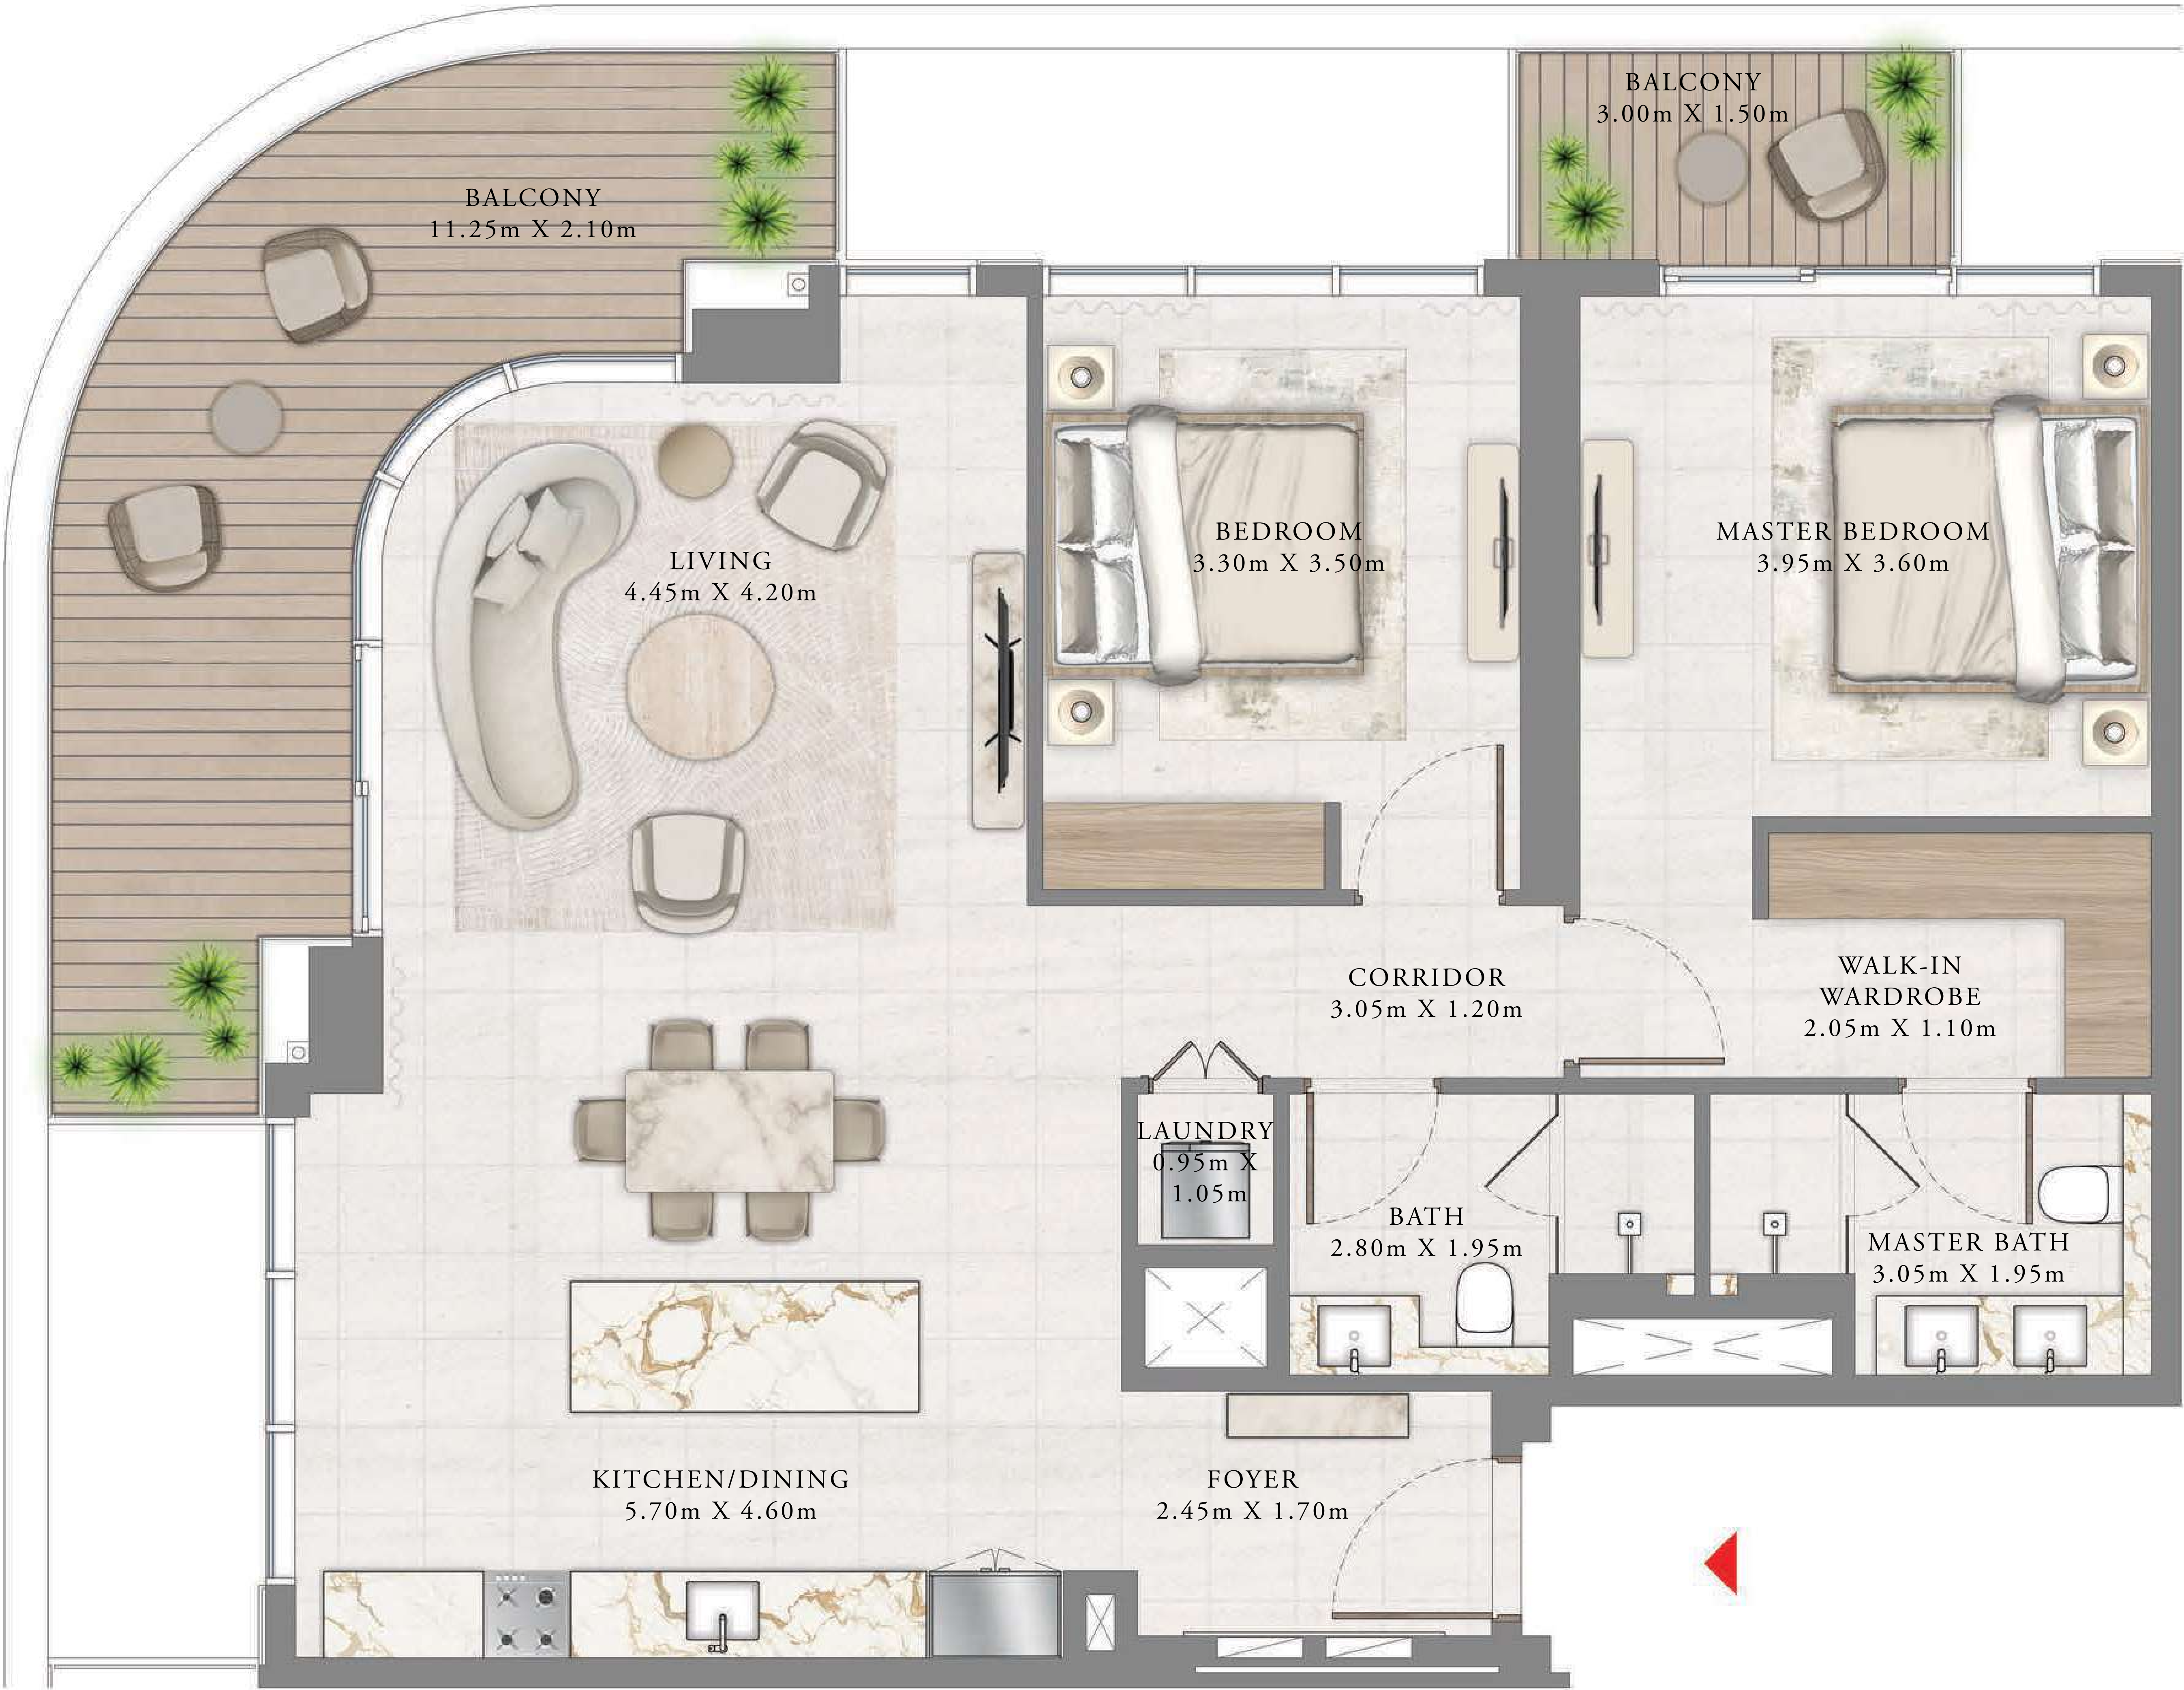 BALCONY
3.00m X 1.50m
BALCONY
11.25m X 2.10m
LIVING
4.45m X 4.20m
BEDROOM
3.30m X 3.50m
MASTER BEDROOM
3.95m X 3.60m
CORRIDOR
3.05m X 1.20m
WALK-IN
WARDROBE
2.05m X 1.10m
LAUNDRY
0.95m X
1.05m
BATH
2.80m X 1.95m
MASTER BATH
3.05m X 1.95m
KITCHEN/DINING
5.70m X 4.60m
FOYER
2.45m X 1.70m